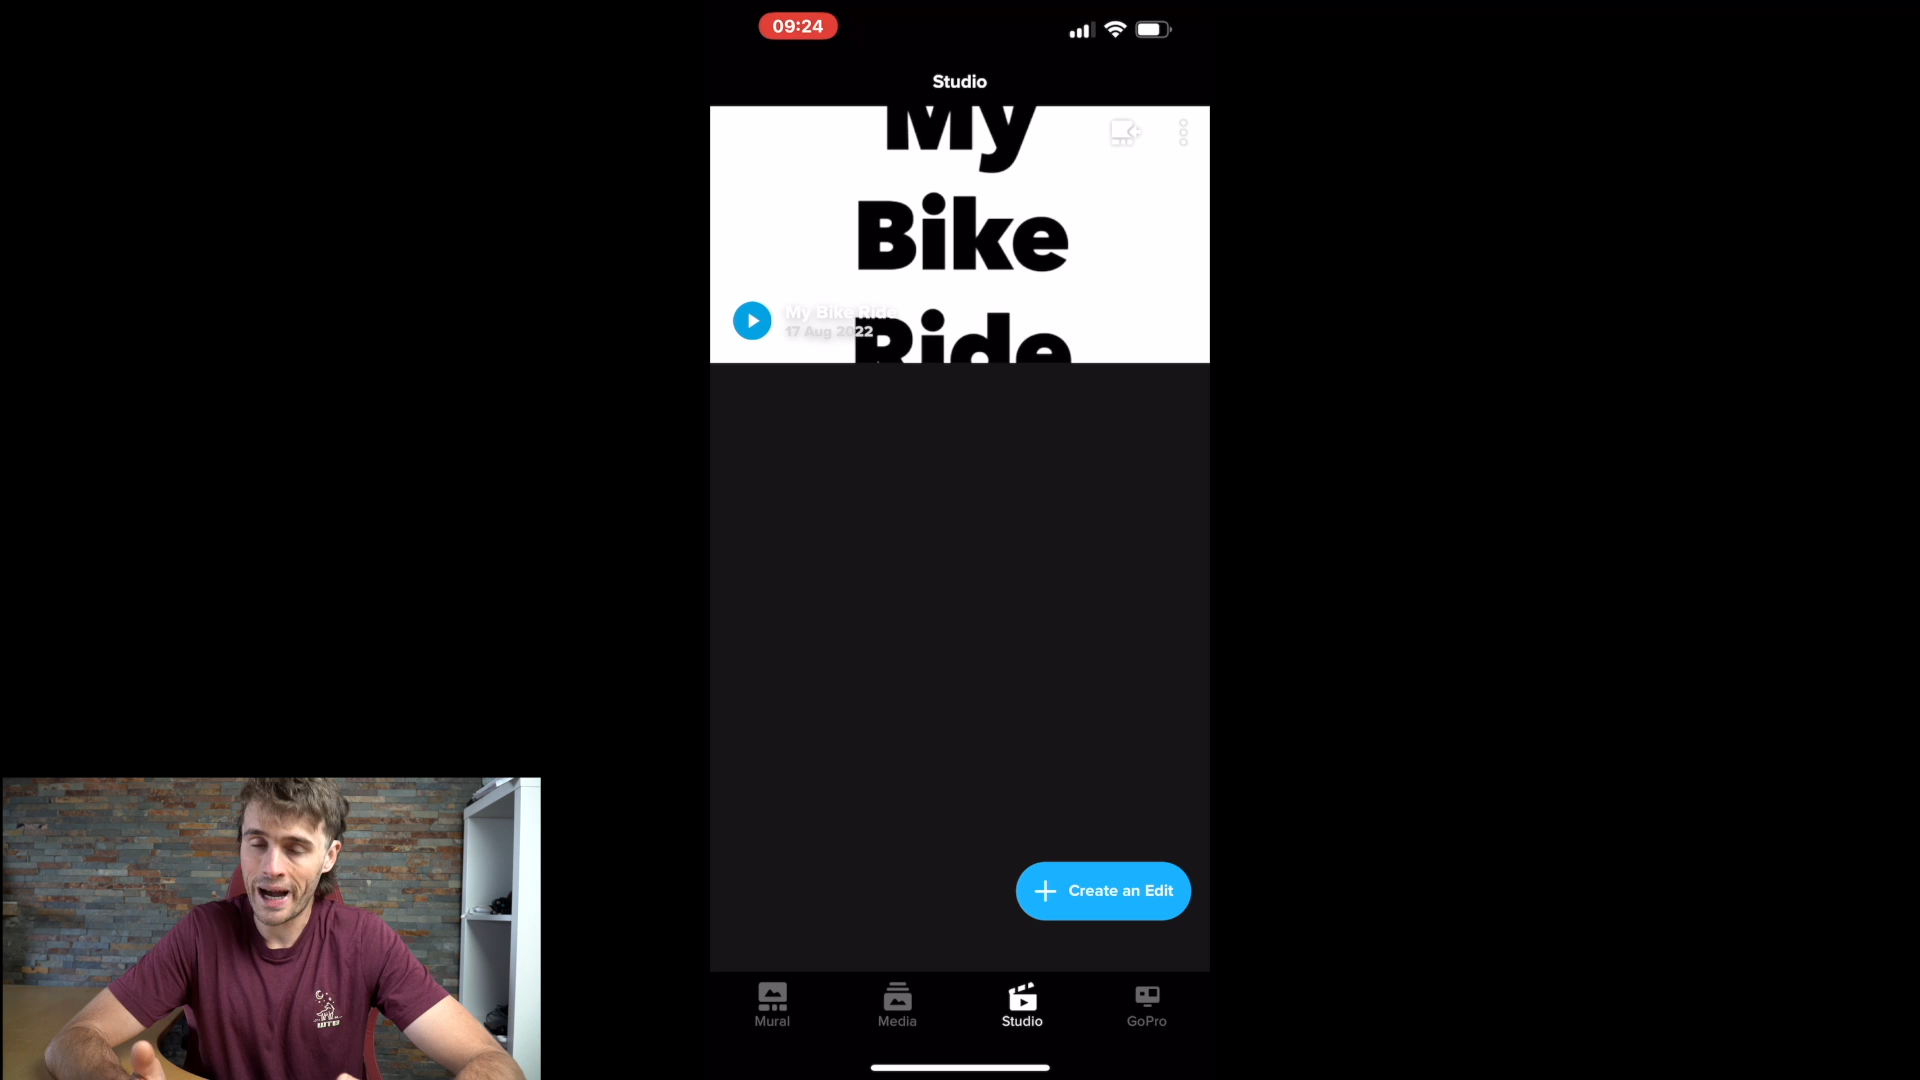 09:24
Studio
My
Bike
Ride
My Bike Ride
17 Aug 2022
Create an Edit
Mural
Media
Studio
GoPro
WTB